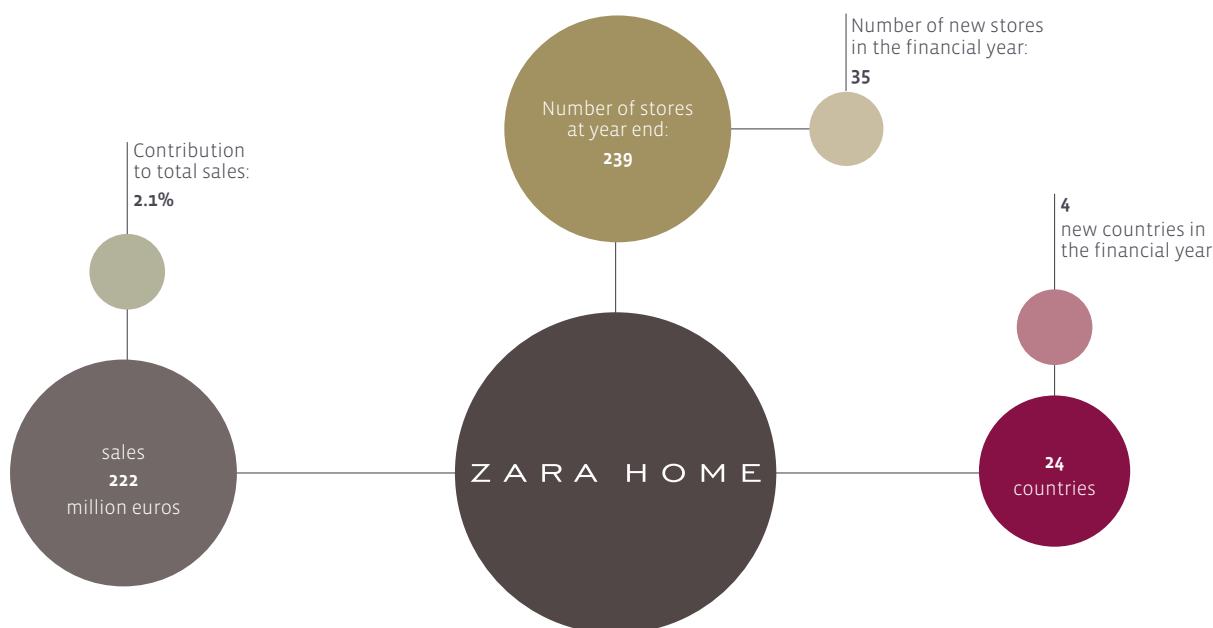 Number of new stores
in the financial year:
35
Number of stores
at year end:
239
Contribution
to total sales:
2.1%
4
new countries in
the financial year
sales
222
million euros
ZARA HOME
24
countries